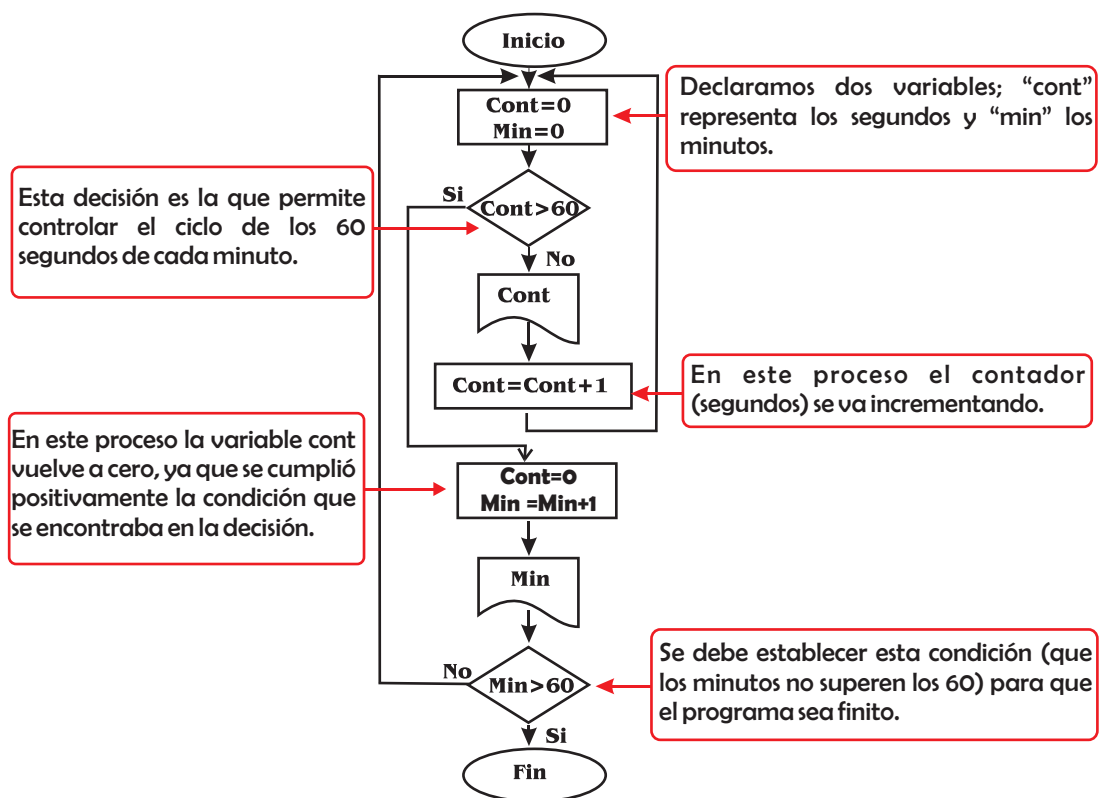 Inicio
Cont=0
Min=0
Declaramos dos variables; “cont”
representa los segundos y “min” los
minutos.
Esta decisión es la que permite
controlar el ciclo de los 60
segundos de cada minuto.
Si
Cont>60
No
Cont
Cont=Cont+1
En este proceso el contador
(segundos) se va incrementando.
En este proceso la variable cont
vuelve a cero, ya que se cumplió
positivamente la condición que
se encontraba en la decisión.
Cont=0
Min =Min+1
Min
No
Min>60
Se debe establecer esta condición (que
los minutos no superen los 60) para que
el programa sea finito.
Si
Fin